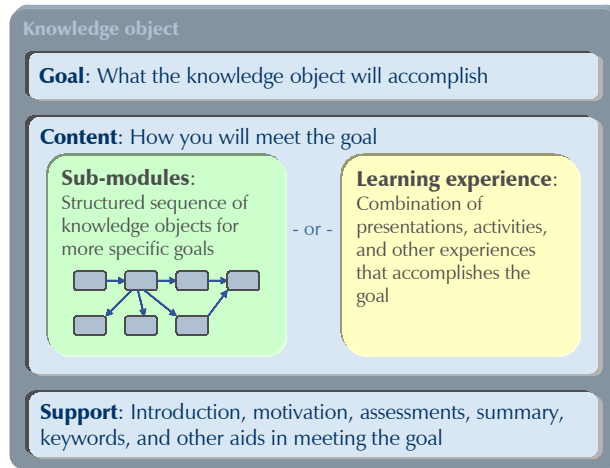 Knowledge object
Goal: What the knowledge object will accomplish
Content: How you will meet the goal
Sub-modules:
Structured sequence of
knowledge objects for
more specific goals
- or -
Learning experience:
Combination of
presentations, activities,
and other experiences
that accomplishes the
goal
Support: Introduction, motivation, assessments, summary,
keywords, and other aids in meeting the goal